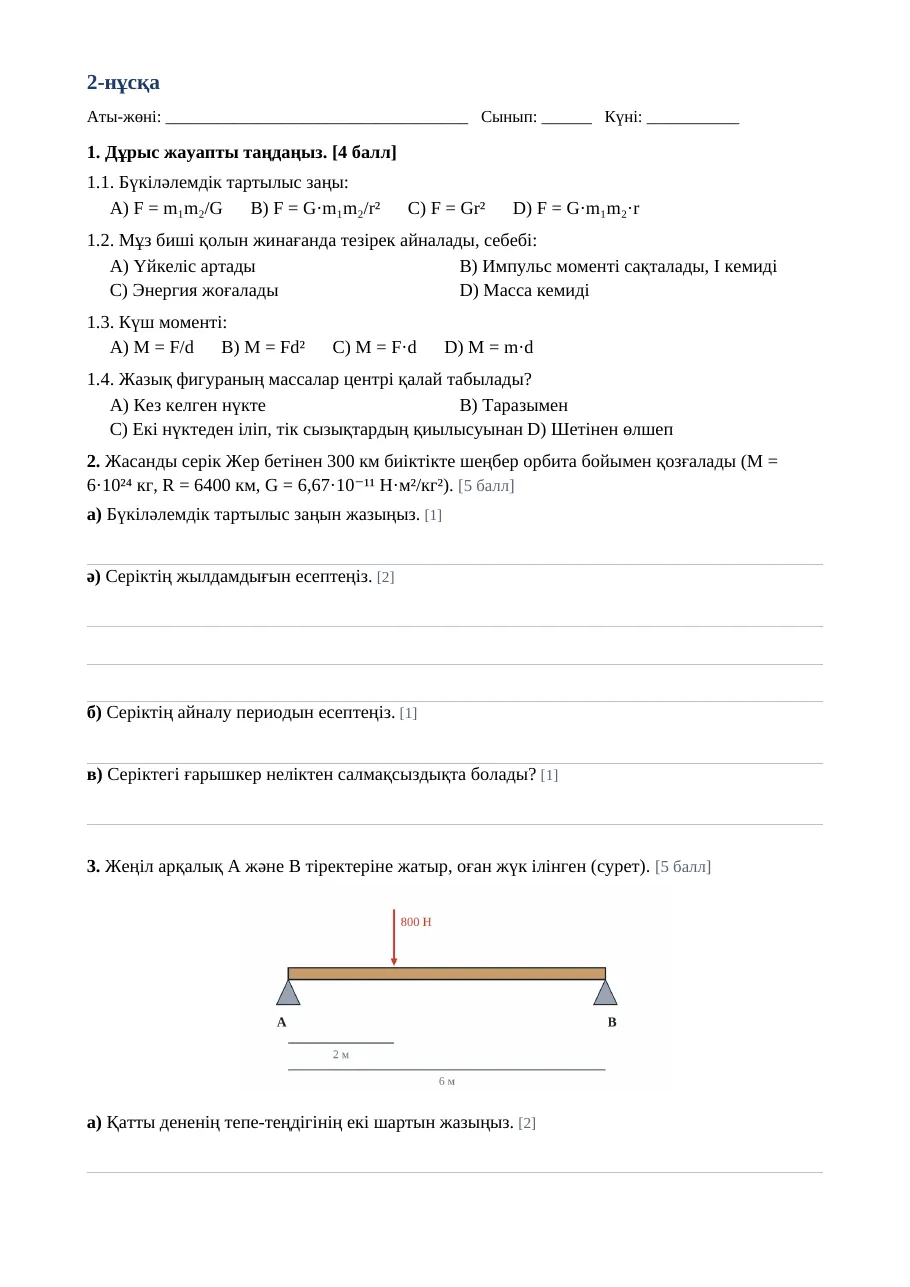 2-нұсқа
Аты-жөні: ____________________________________ Сынып: ______ Күні: ___________
1. Дұрыс жауапты таңдаңыз. [4 балл]
1.1. Бүкіләлемдік тартылыс заңы:
A) F = m₁m₂/G B) F = G·m₁m₂/r² C) F = Gr² D) F = G·m₁m₂·r
1.2. Мұз биші қолын жинағанда тезірек айналады, себебі:
A) Үйкеліс артады B) Импульс моменті сақталады, I кемиді
C) Энергия жоғалады D) Масса кемиді
1.3. Күш моменті:
A) M = F/d B) M = Fd² C) M = F·d D) M = m·d
1.4. Жазық фигураның массалар центрі қалай табылады?
A) Кез келген нүкте B) Таразымен
C) Екі нүктеден іліп, тік сызықтардың қиылысуынан D) Шетінен өлшеп
2. Жасанды серік Жер бетінен 300 км биіктікте шеңбер орбита бойымен қозғалады (M =
6·10²⁴ кг, R = 6400 км, G = 6,67·10⁻¹¹ Н·м²/кг²). [5 балл]
а) Бүкіләлемдік тартылыс заңын жазыңыз. [1]
ә) Серіктің жылдамдығын есептеңіз. [2]
б) Серіктің айналу периодын есептеңіз. [1]
в) Серіктегі ғарышкер неліктен салмақсыздықта болады? [1]
3. Жеңіл арқалық A және B тіректеріне жатыр, оған жүк ілінген (сурет). [5 балл]
800 Н
A B
2 м
6 м
а) Қатты дененің тепе-теңдігінің екі шартын жазыңыз. [2]